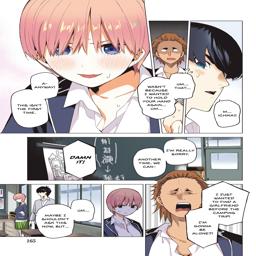 A-
ANYWAY!
THIS ISN'T
THE FIRST
TIME.
UM...
THAT...
WASN'T
BECAUSE
I WANTED
TO HOLD
YOUR HAND
AGAIN...
UM...
M...
ICHIKA!
DAMN
IT!
I'M REALLY
SORRY.
ANOTHER
TIME, WE
CAN...
UM...
MAYBE I
SHOULDN'T
ASK THIS
NOW, BUT...
I JUST
WANTED TO
FIND A
GIRLFRIEND
BEFORE THE
CAMPING
TRIP!
I'M
GONNA
BE
ALONE!!
165